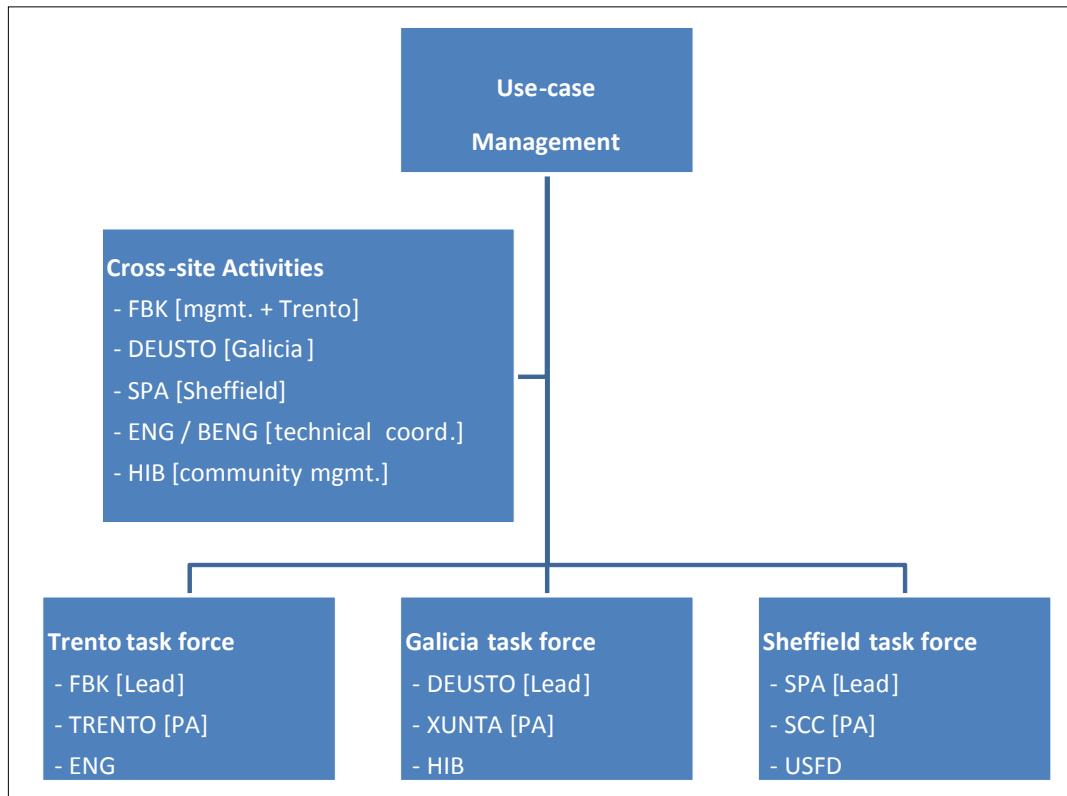 Use-case
Management
Cross-site Activities
- FBK [mgmt. + Trento]
- DEUSTO [Galicia]
- SPA [Sheffield]
- ENG / BENG [technical coord.]
- HIB [community mgmt.]
Trento task force
- FBK [Lead]
- TRENTO [PA]
- ENG
Galicia task force
- DEUSTO [Lead]
- XUNTA [PA]
- HIB
Sheffield task force
- SPA [Lead]
- SCC [PA]
- USFD